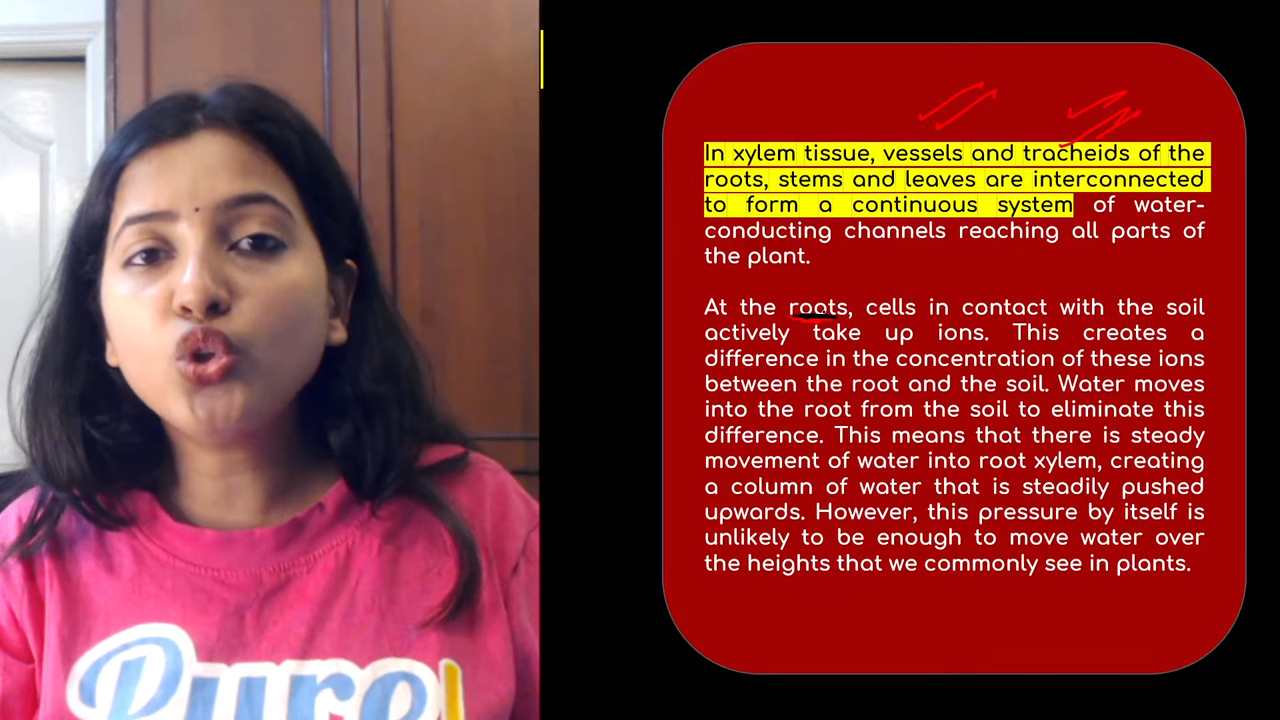 In xylem tissue, vessels and tracheids of the
roots, stems and leaves are interconnected
to form a continuous system of water-
conducting channels reaching all parts of
the plant.
At the roots, cells in contact with the soil
actively take up ions. This creates a
difference in the concentration of these ions
between the root and the soil. Water moves
into the root from the soil to eliminate this
difference. This means that there is steady
movement of water into root xylem, creating
a column of water that is steadily pushed
upwards. However, this pressure by itself is
unlikely to be enough to move water over
the heights that we commonly see in plants.
Pure!